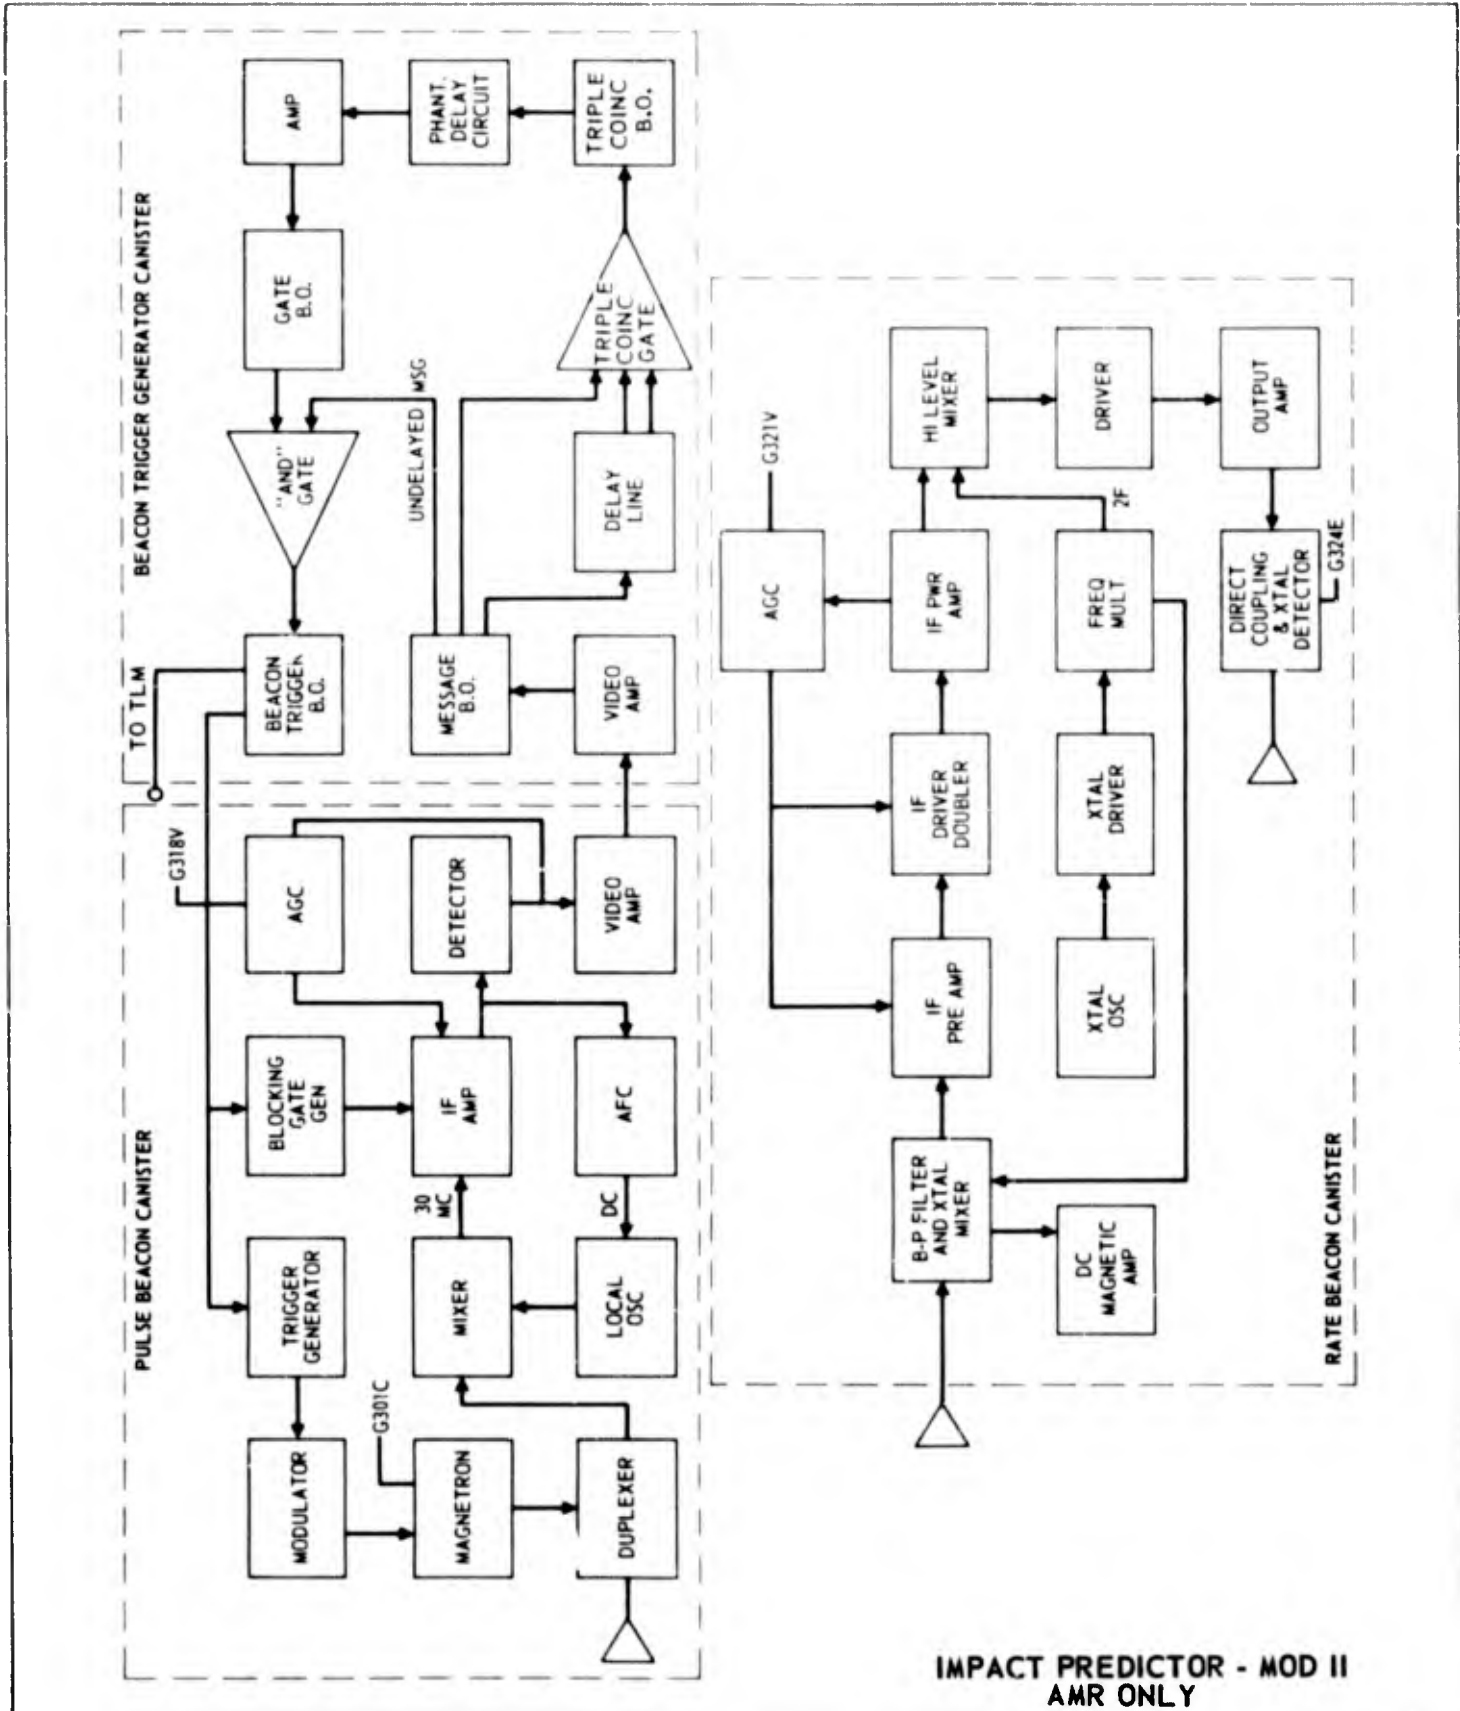 BEACON TRIGGER GENERATOR CANISTER
AMP
PHANT.
DELAY
CIRCUIT
TRIPLE
COINC
B.O.
GATE
B.O.
TRIPLE
COINC
GATE
"AND"
GATE
UNDELAYED MSG
DELAY
LINE
TO TLM
BEACON
TRIGGER
B.O.
MESSAGE
B.O.
VIDEO
AMP
PULSE BEACON CANISTER
G318V
AGC
DETECTOR
VIDEO
AMP
BLOCKING
GATE
GEN
IF
AMP
AFC
30
MC
DC
TRIGGER
GENERATOR
MIXER
LOCAL
OSC
G301C
MODULATOR
MAGNETRON
DUPLEXER
RATE BEACON CANISTER
G321V
HI LEVEL
MIXER
DRIVER
OUTPUT
AMP
2F
AGC
IF PWR
AMP
FREQ
MULT
DIRECT
COUPLING
& XTAL
DETECTOR
G324E
IF
DRIVER
DOUBLER
XTAL
DRIVER
IF
PRE AMP
XTAL
OSC
B-P FILTER
AND XTAL
MIXER
DC
MAGNETIC
AMP
IMPACT PREDICTOR - MOD II
AMR ONLY